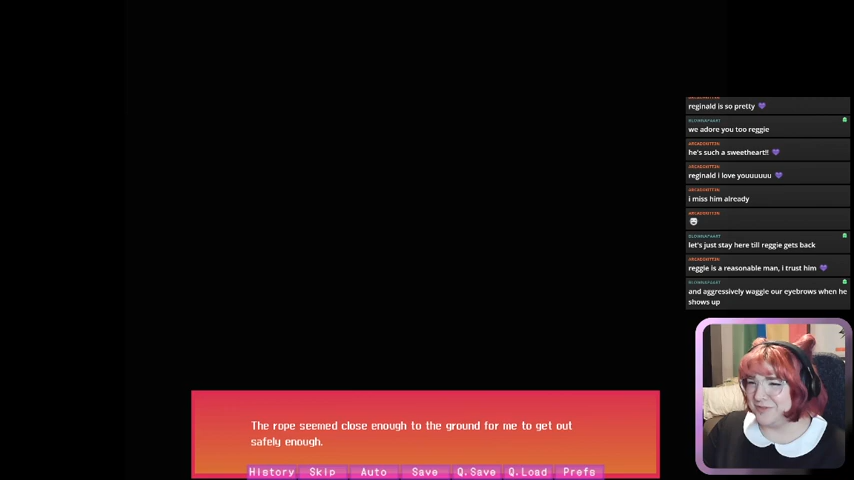 reginald is so pretty 💜
we adore you too reggie
he's such a sweetheart!! 💜
reginald i love youuuuuu 💜
i miss him already
let's just stay here till reggie gets back
reggie is a reasonable man, i trust him 💜
and aggressively waggle our eyebrows when he
shows up
The rope seemed close enough to the ground for me to get out
safely enough.
History Skip Auto Save Q.Save Q.Load Prefs